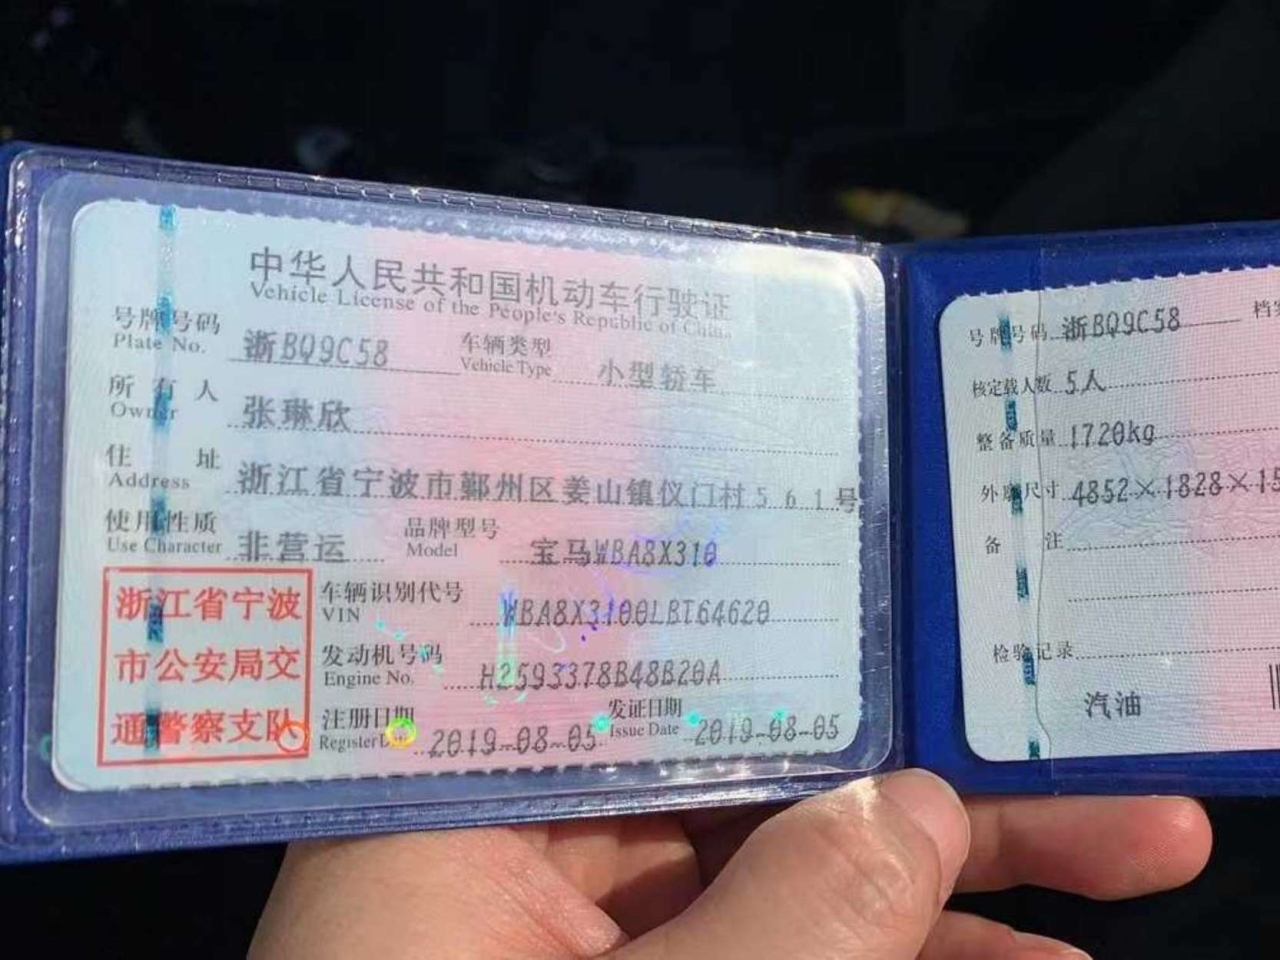 中华人民共和国机动车行驶证
Vehicle License of the People's Republic of China
号牌号码 浙BQ9C58 车辆类型 小型轿车
Plate No. Vehicle Type
所有人 张琳欣
Owner
住址 浙江省宁波市鄞州区姜山镇仪门村561号
Address
使用性质 非营运 品牌型号 宝马WBA8X310
Use Character Model
浙江省宁波
市公安局交
通警察支队
车辆识别代号 WBA8X3100LBT64620
VIN
发动机号码 H2593378B48B20A
Engine No.
注册日期 2019-08-05 发证日期 2019-08-05
Register Date Issue Date
号牌号码 浙BQ9C58 档
核定载人数 5人
整备质量 1720kg
外廓尺寸 4852×1828×15
备注
检验记录
汽油